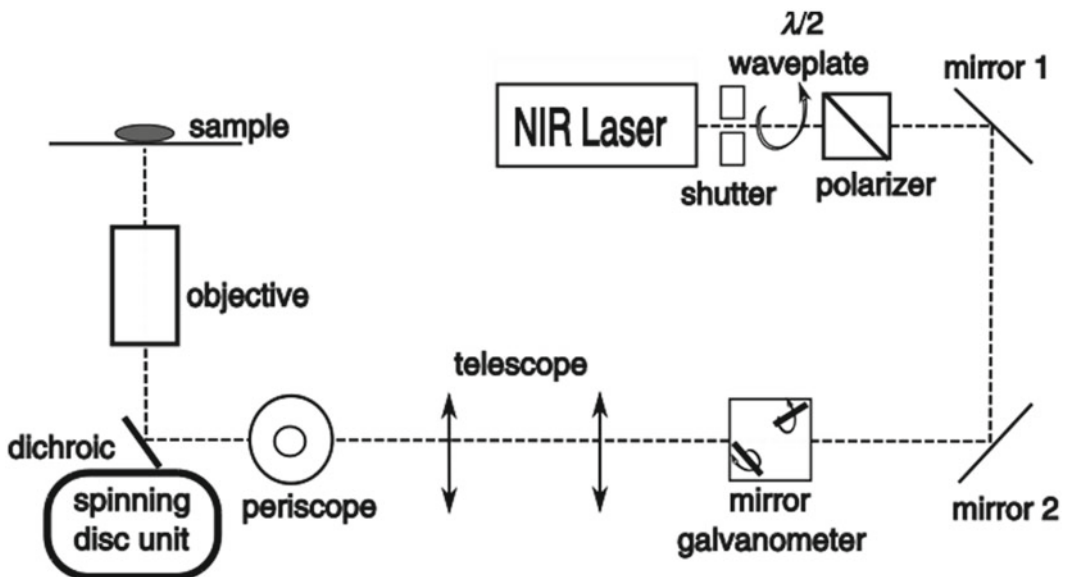 λ/2
waveplate
mirror 1
NIR Laser
sample
shutter
polarizer
objective
telescope
dichroic
spinning
disc unit
periscope
mirror
galvanometer
mirror 2